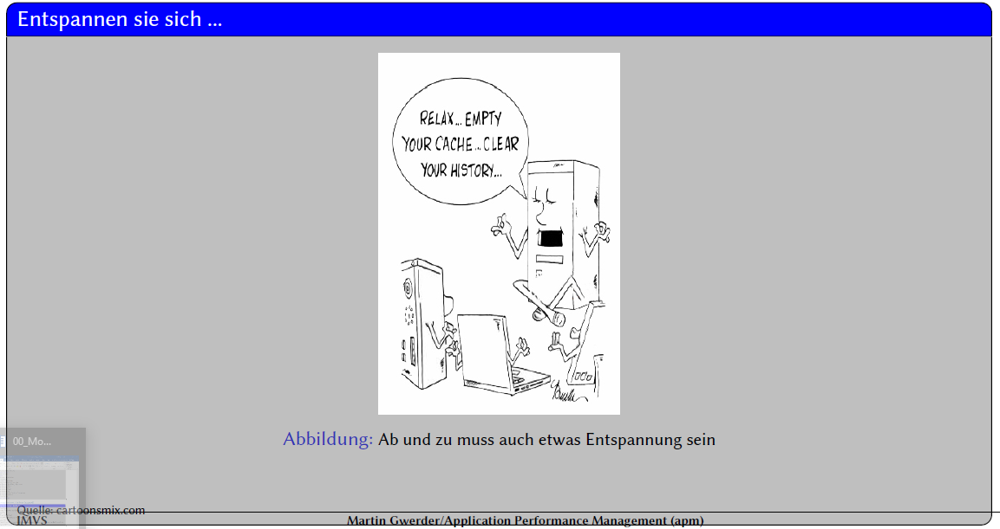 Entspannen sie sich ...
RELAX... EMPTY
YOUR CACHE... CLEAR
YOUR HISTORY...
Abbildung: Ab und zu muss auch etwas Entspannung sein
00_Mo...
Quelle: cartoonsmix.com
IMVS
Martin Gwerder/Application Performance Management (apm)